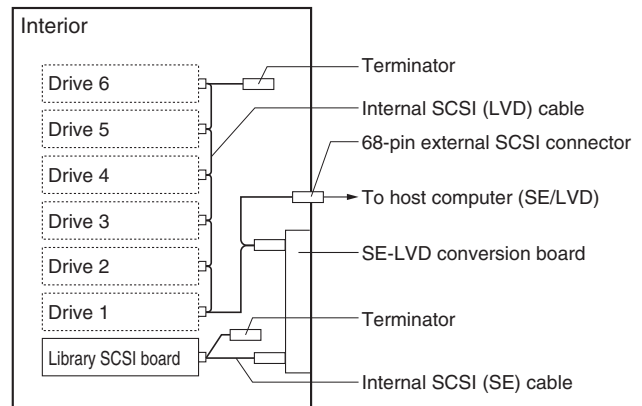 Interior
Drive 6
Drive 5
Drive 4
Drive 3
Drive 2
Drive 1
Library SCSI board
Terminator
Internal SCSI (LVD) cable
68-pin external SCSI connector
To host computer (SE/LVD)
SE-LVD conversion board
Terminator
Internal SCSI (SE) cable